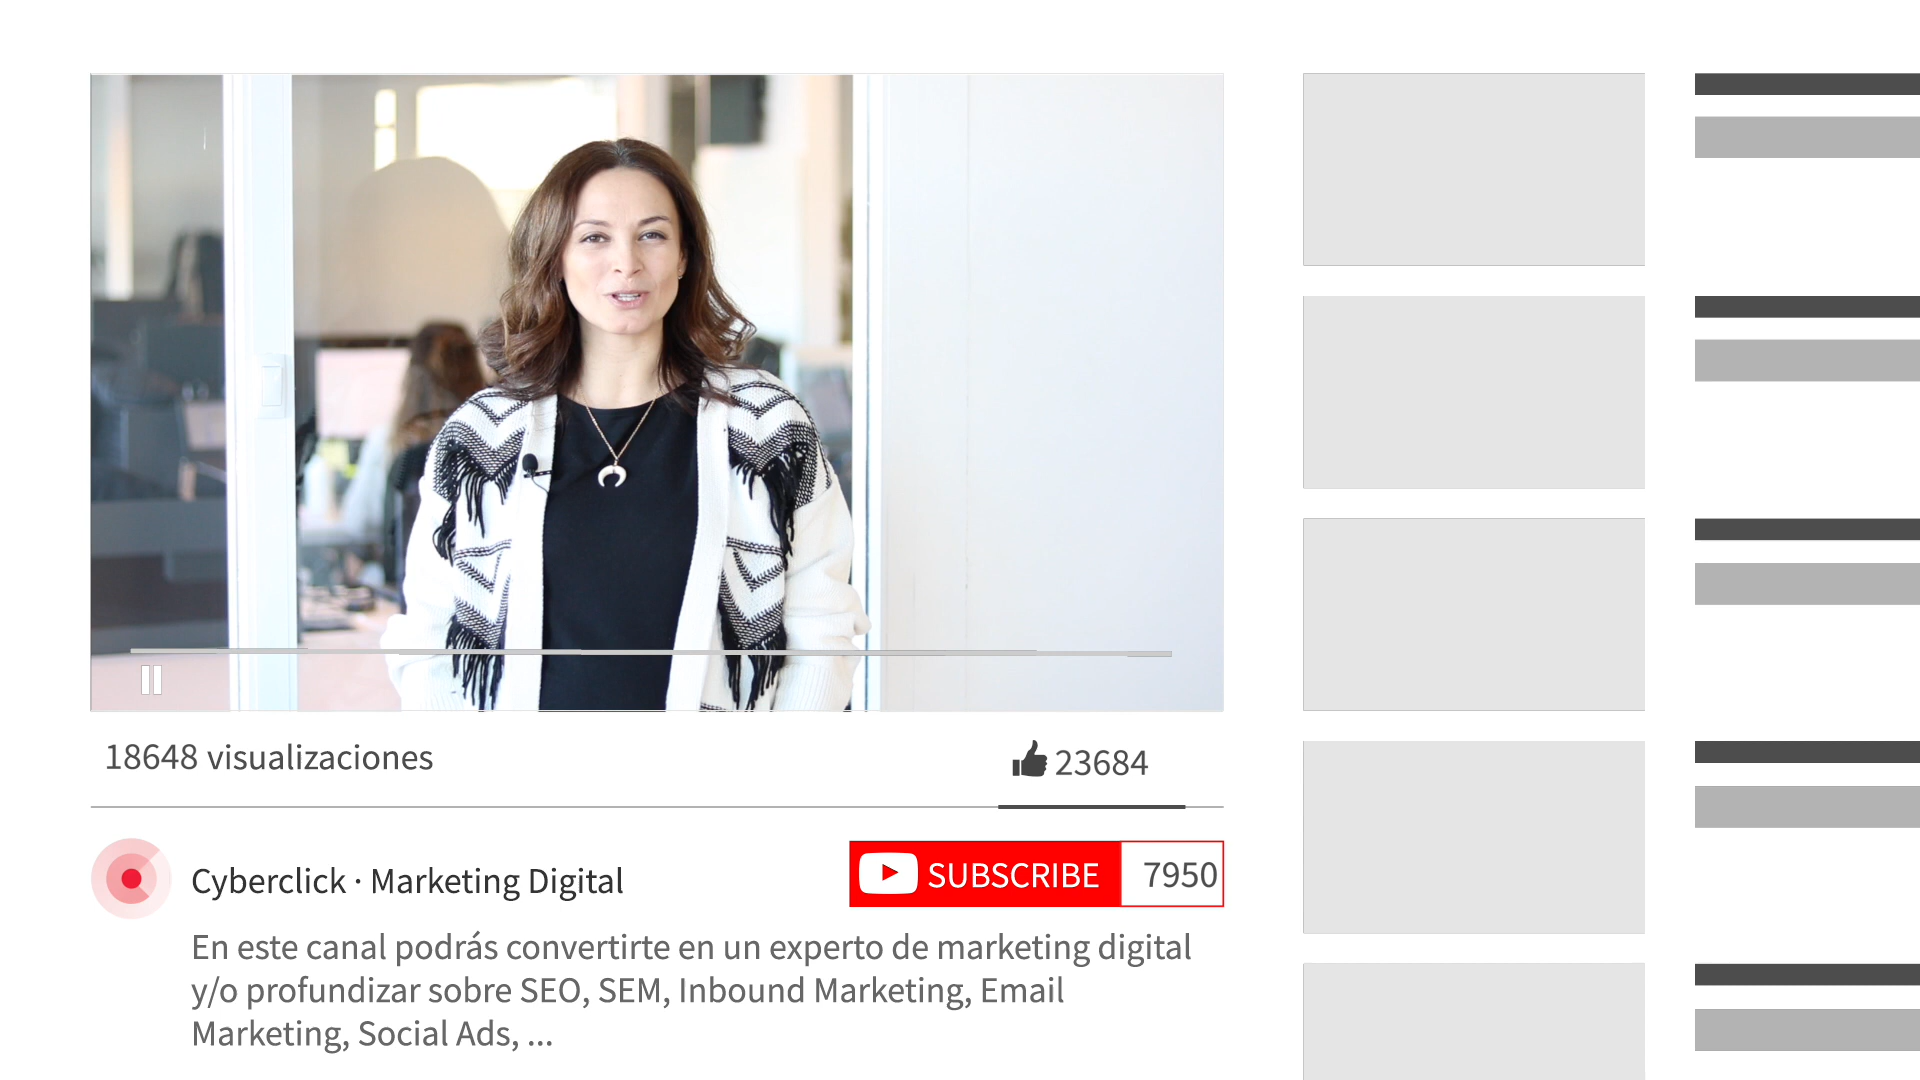 18648 visualizaciones
23684
Cyberclick · Marketing Digital
SUBSCRIBE
7950
En este canal podrás convertirte en un experto de marketing digital
y/o profundizar sobre SEO, SEM, Inbound Marketing, Email
Marketing, Social Ads, ...